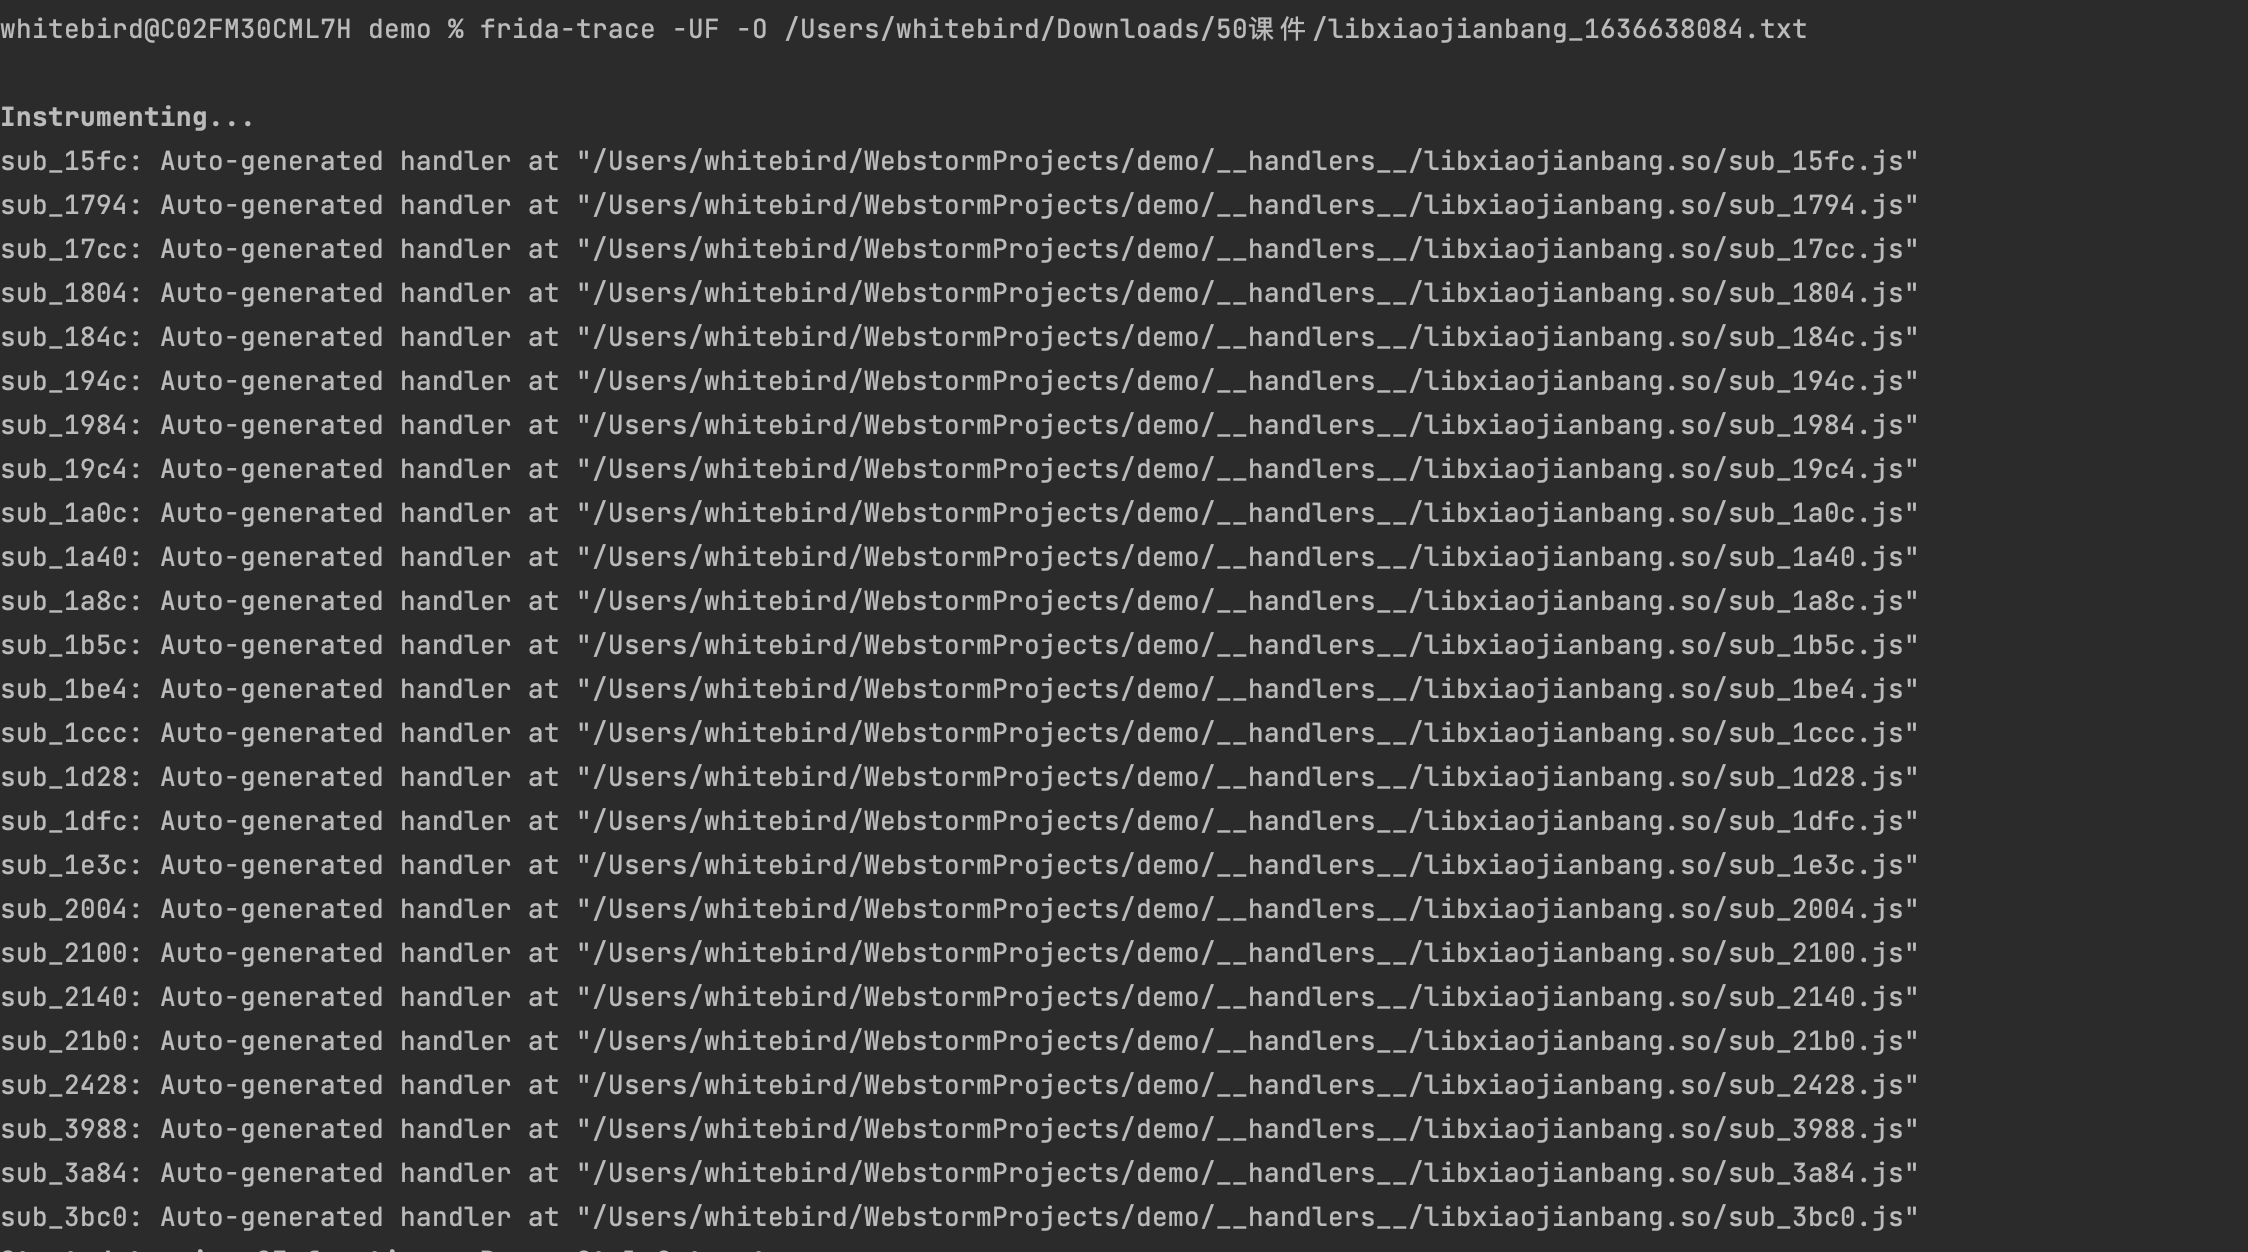 whitebird@C02FM30CML7H demo % frida-trace -UF -O /Users/whitebird/Downloads/50课件/libxiaojianbang_1636638084.txt
Instrumenting...
sub_15fc: Auto-generated handler at "/Users/whitebird/WebstormProjects/demo/__handlers__/libxiaojianbang.so/sub_15fc.js"
sub_1794: Auto-generated handler at "/Users/whitebird/WebstormProjects/demo/__handlers__/libxiaojianbang.so/sub_1794.js"
sub_17cc: Auto-generated handler at "/Users/whitebird/WebstormProjects/demo/__handlers__/libxiaojianbang.so/sub_17cc.js"
sub_1804: Auto-generated handler at "/Users/whitebird/WebstormProjects/demo/__handlers__/libxiaojianbang.so/sub_1804.js"
sub_184c: Auto-generated handler at "/Users/whitebird/WebstormProjects/demo/__handlers__/libxiaojianbang.so/sub_184c.js"
sub_194c: Auto-generated handler at "/Users/whitebird/WebstormProjects/demo/__handlers__/libxiaojianbang.so/sub_194c.js"
sub_1984: Auto-generated handler at "/Users/whitebird/WebstormProjects/demo/__handlers__/libxiaojianbang.so/sub_1984.js"
sub_19c4: Auto-generated handler at "/Users/whitebird/WebstormProjects/demo/__handlers__/libxiaojianbang.so/sub_19c4.js"
sub_1a0c: Auto-generated handler at "/Users/whitebird/WebstormProjects/demo/__handlers__/libxiaojianbang.so/sub_1a0c.js"
sub_1a40: Auto-generated handler at "/Users/whitebird/WebstormProjects/demo/__handlers__/libxiaojianbang.so/sub_1a40.js"
sub_1a8c: Auto-generated handler at "/Users/whitebird/WebstormProjects/demo/__handlers__/libxiaojianbang.so/sub_1a8c.js"
sub_1b5c: Auto-generated handler at "/Users/whitebird/WebstormProjects/demo/__handlers__/libxiaojianbang.so/sub_1b5c.js"
sub_1be4: Auto-generated handler at "/Users/whitebird/WebstormProjects/demo/__handlers__/libxiaojianbang.so/sub_1be4.js"
sub_1ccc: Auto-generated handler at "/Users/whitebird/WebstormProjects/demo/__handlers__/libxiaojianbang.so/sub_1ccc.js"
sub_1d28: Auto-generated handler at "/Users/whitebird/WebstormProjects/demo/__handlers__/libxiaojianbang.so/sub_1d28.js"
sub_1dfc: Auto-generated handler at "/Users/whitebird/WebstormProjects/demo/__handlers__/libxiaojianbang.so/sub_1dfc.js"
sub_1e3c: Auto-generated handler at "/Users/whitebird/WebstormProjects/demo/__handlers__/libxiaojianbang.so/sub_1e3c.js"
sub_2004: Auto-generated handler at "/Users/whitebird/WebstormProjects/demo/__handlers__/libxiaojianbang.so/sub_2004.js"
sub_2100: Auto-generated handler at "/Users/whitebird/WebstormProjects/demo/__handlers__/libxiaojianbang.so/sub_2100.js"
sub_2140: Auto-generated handler at "/Users/whitebird/WebstormProjects/demo/__handlers__/libxiaojianbang.so/sub_2140.js"
sub_21b0: Auto-generated handler at "/Users/whitebird/WebstormProjects/demo/__handlers__/libxiaojianbang.so/sub_21b0.js"
sub_2428: Auto-generated handler at "/Users/whitebird/WebstormProjects/demo/__handlers__/libxiaojianbang.so/sub_2428.js"
sub_3988: Auto-generated handler at "/Users/whitebird/WebstormProjects/demo/__handlers__/libxiaojianbang.so/sub_3988.js"
sub_3a84: Auto-generated handler at "/Users/whitebird/WebstormProjects/demo/__handlers__/libxiaojianbang.so/sub_3a84.js"
sub_3bc0: Auto-generated handler at "/Users/whitebird/WebstormProjects/demo/__handlers__/libxiaojianbang.so/sub_3bc0.js"